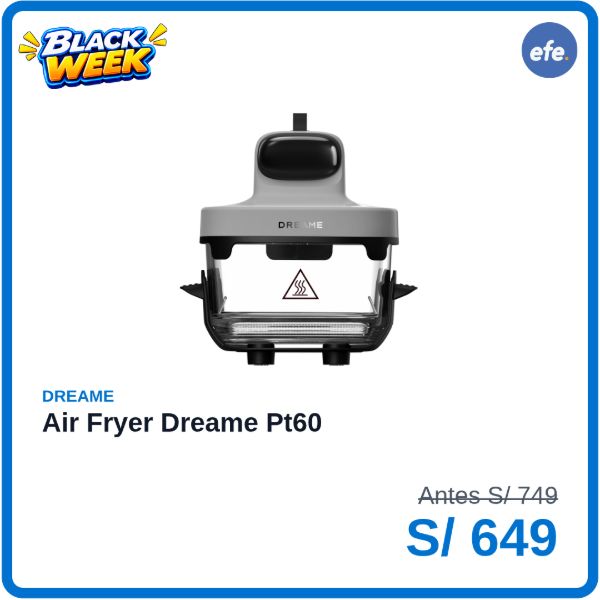 BLACK
WEEK
efe.
DREAME
DREAME
Air Fryer Dreame Pt60
Antes S/ 749
S/ 649